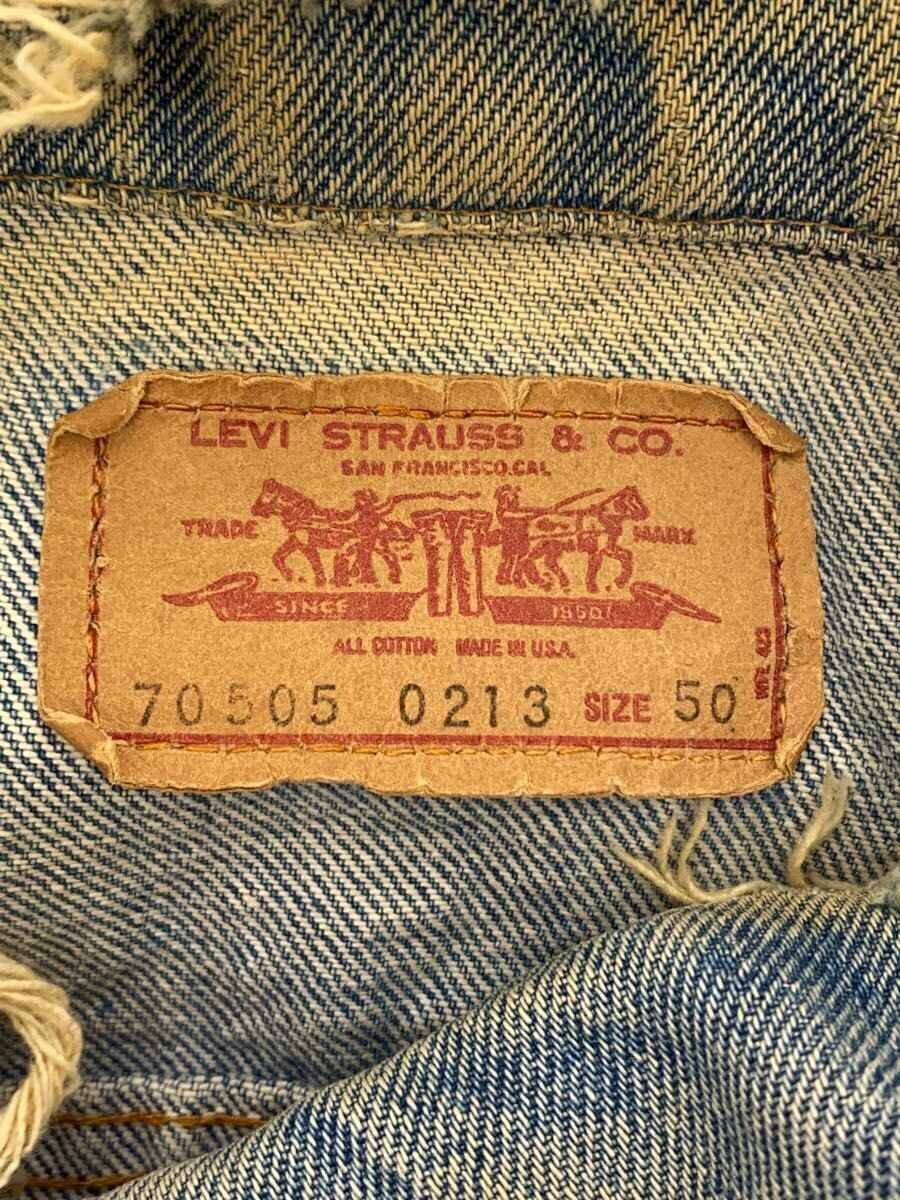 LEVI STRAUSS & CO.
SAN FRANCISCO, CAL
TRADE MARK
SINCE 1850
ALL COTTON MADE IN U.S.A.
70505 0213 SIZE 50